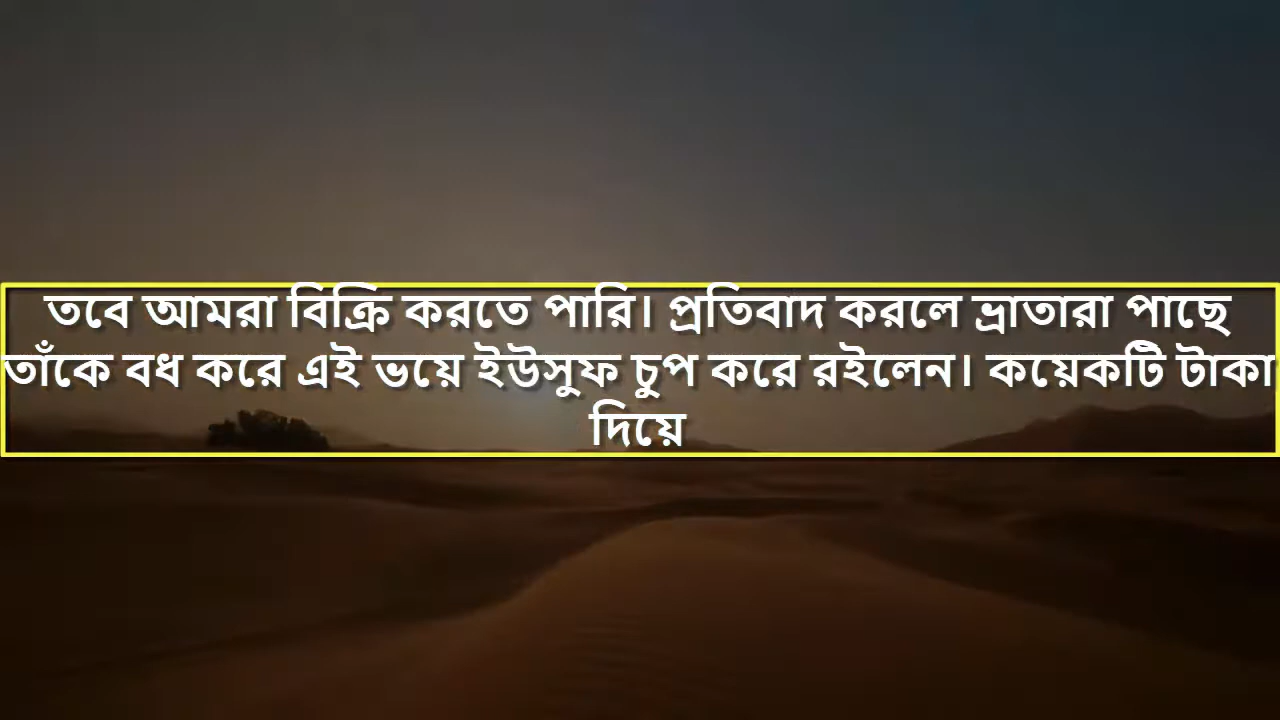 তবে আমরা বিক্রি করতে পারি। প্রতিবাদ করলে ভ্রাতারা পাছে
তাঁকে বধ করে এই ভয়ে ইউসুফ চুপ করে রইলেন। কয়েকটি টাকা
দিয়ে